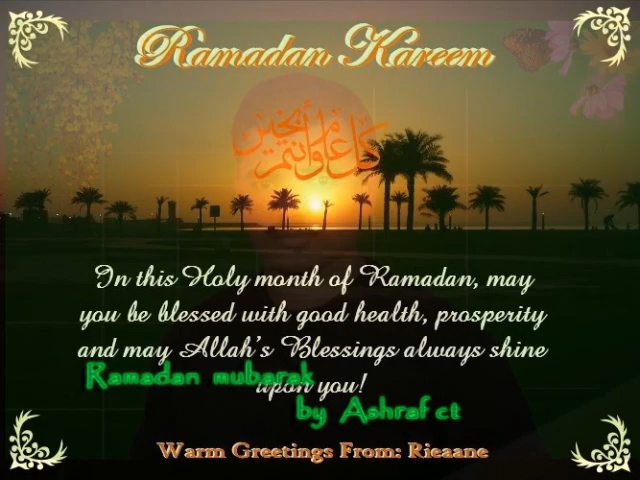 Ramadan Kareem
كل عام وأنتم بخير
In this Holy month of Ramadan, may
you be blessed with good health, prosperity
and may Allah's Blessings always shine
upon you!
Ramadan mubarak
by Ashraf ct
Warm Greetings From: Rieaane